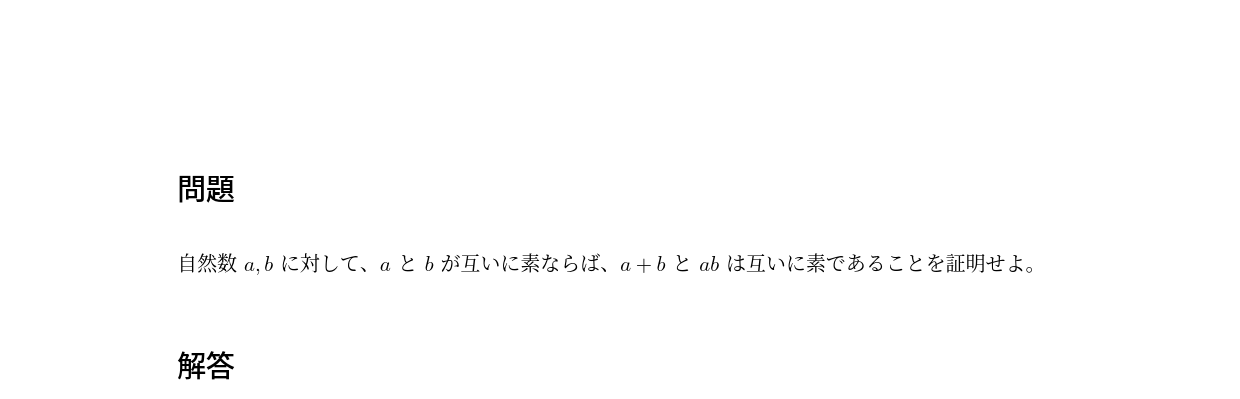 問題
自然数 a, b に対して、a と b が互いに素ならば、a + b と ab は互いに素であることを証明せよ。
解答